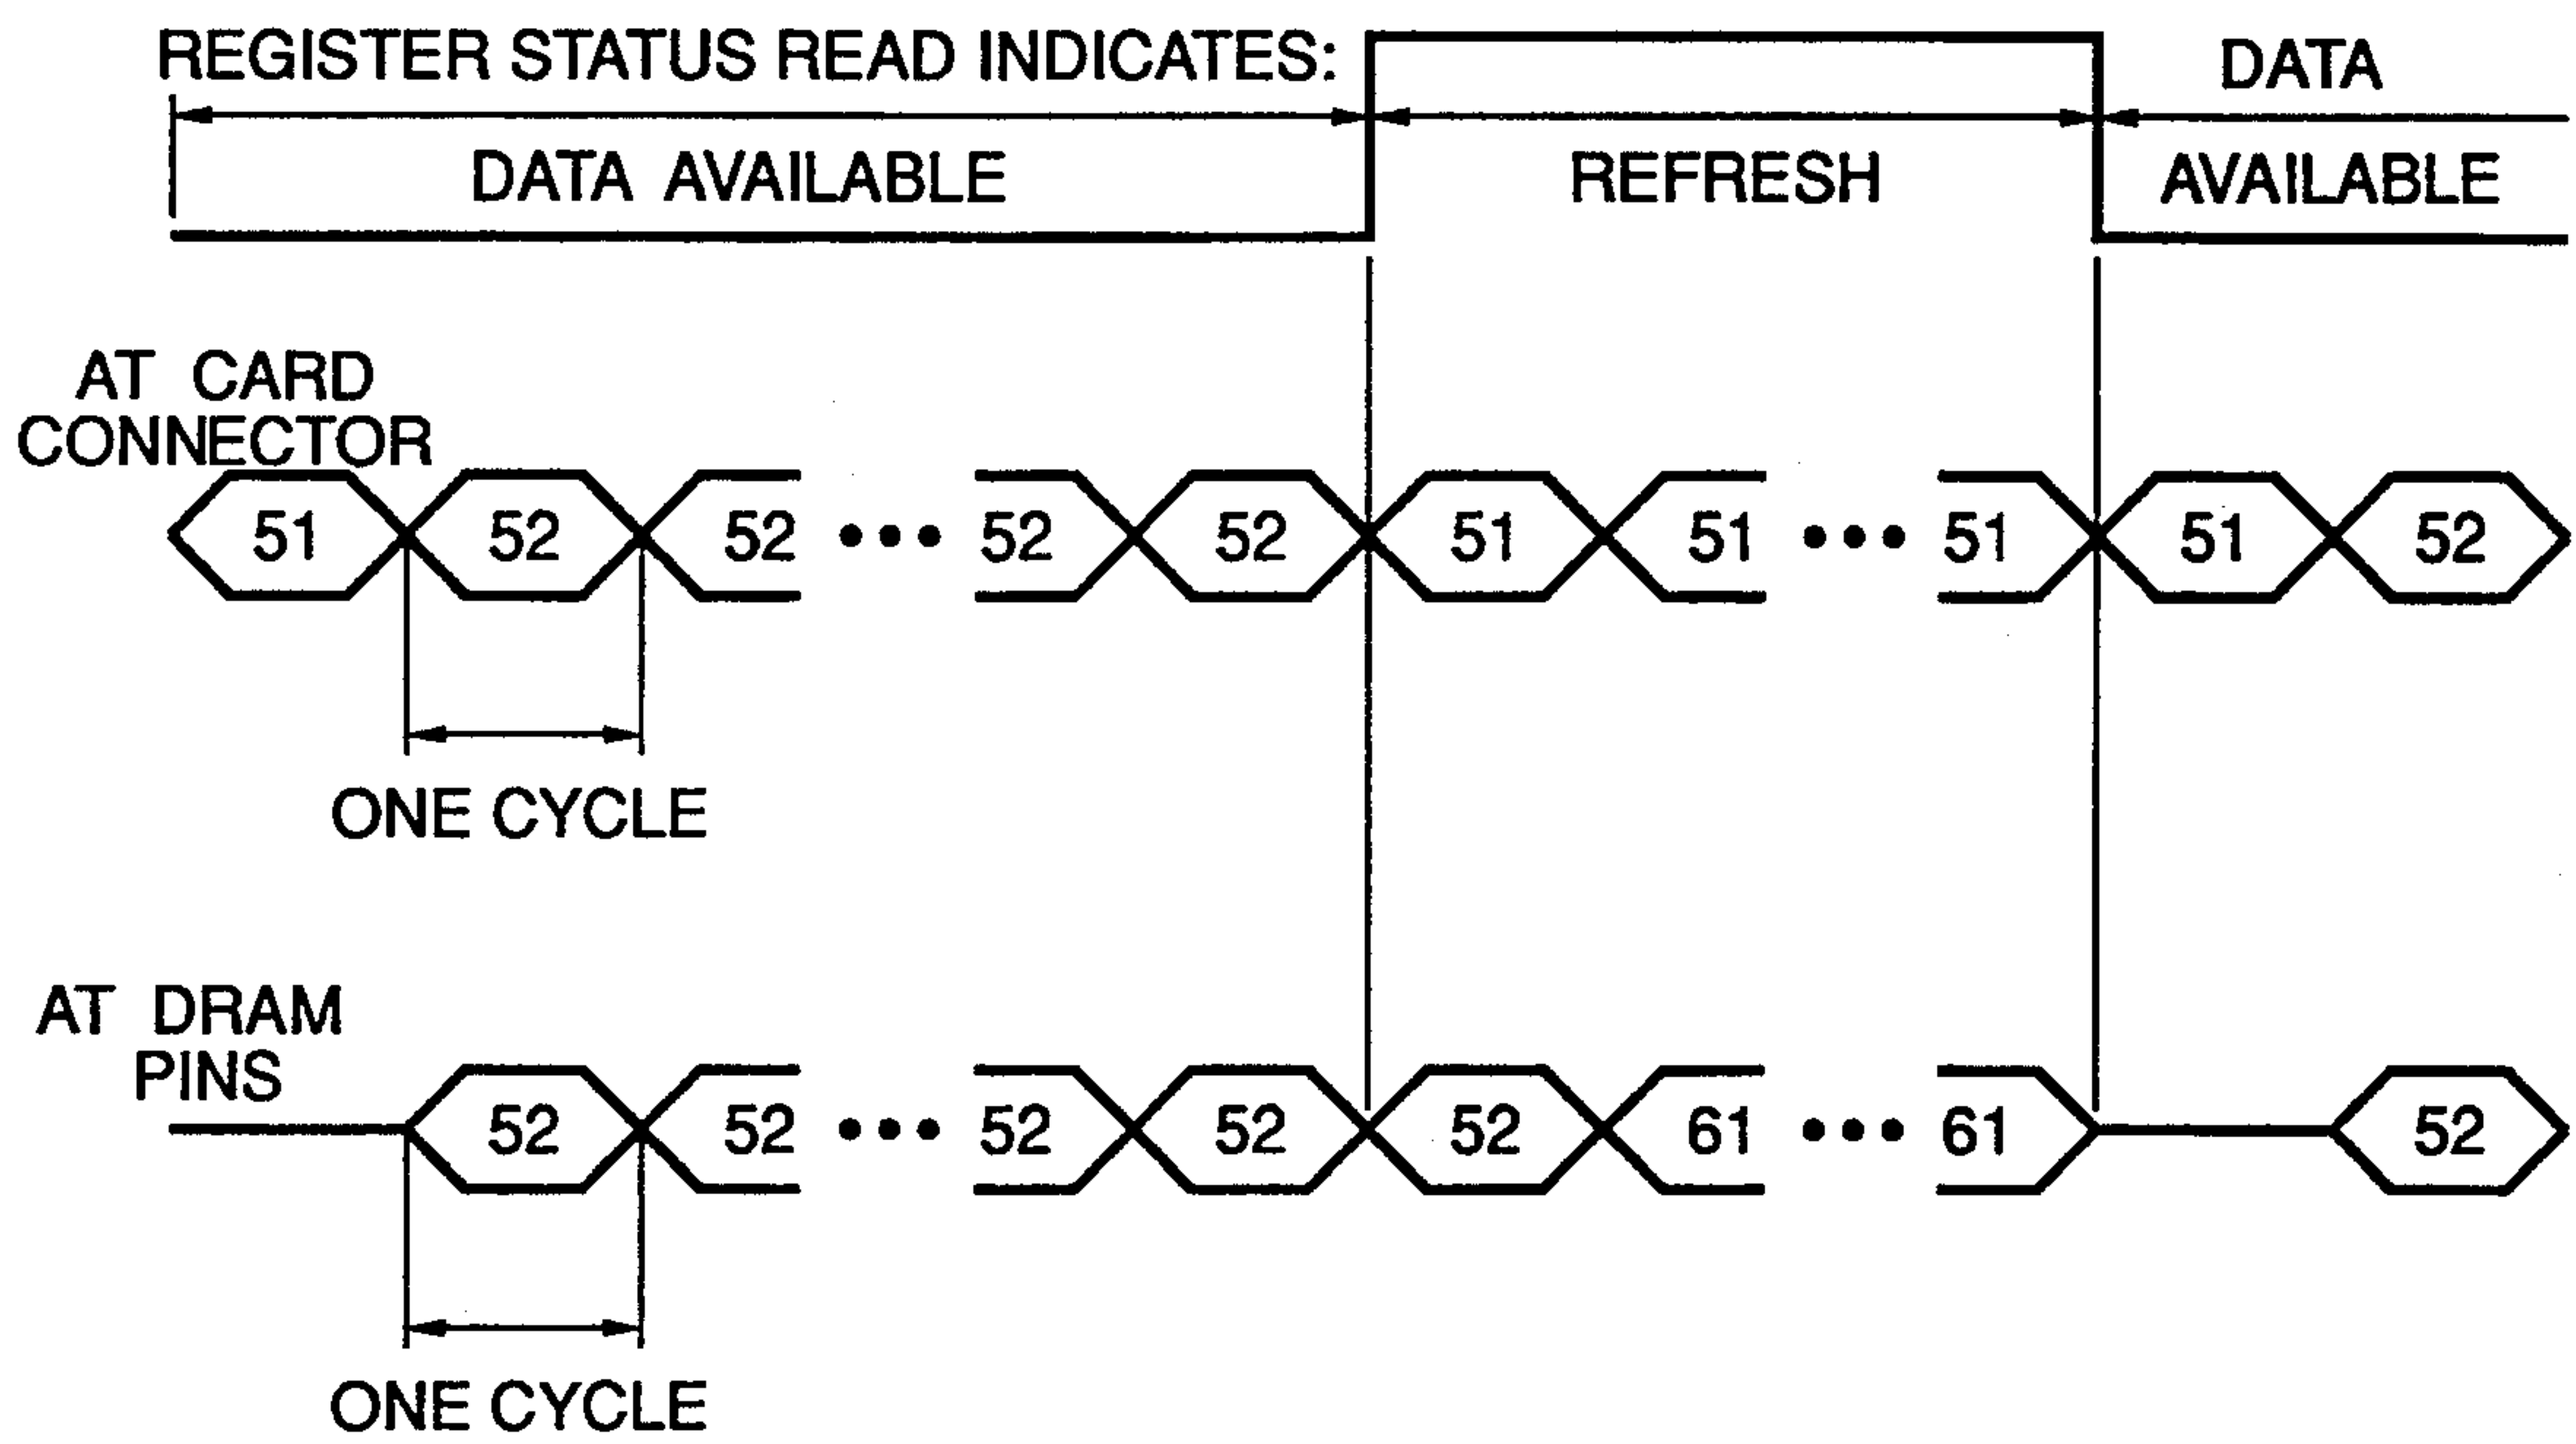 REGISTER STATUS READ INDICATES:
DATA AVAILABLE
REFRESH
DATA
AVAILABLE
AT CARD
CONNECTOR
51 52 52 ••• 52 52 51 51 ••• 51 51 52
ONE CYCLE
AT DRAM
PINS
52 52 ••• 52 52 52 61 ••• 61 52
ONE CYCLE